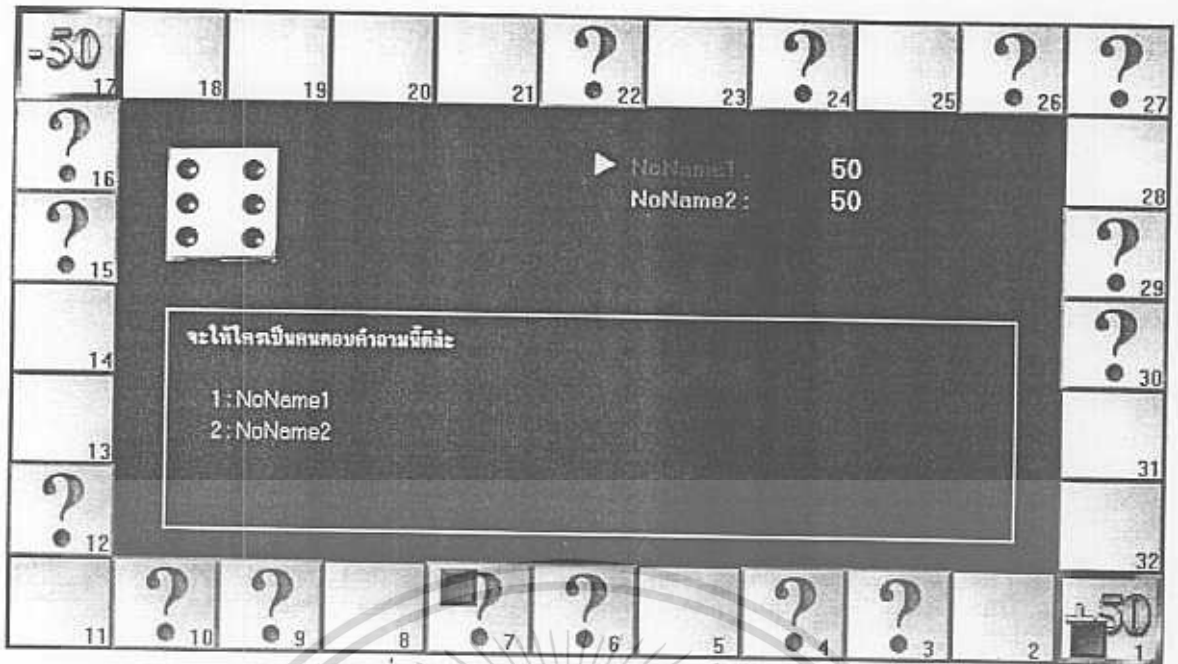 -50 17 18 19 20 21 ? 22 23 ? 24 25 ? 26 ? 27
? 16 28
? 15 ? 29
14 ? 30
13 31
? 12 32
11 ? 10 ? 9 8 ? 7 ? 6 5 ? 4 ? 3 2 +50 1
NoName1 : 50
NoName2 : 50
จะให้ใครเป็นคนตอบคำถามนี้ดีล่ะ
1 : NoName1
2 : NoName2